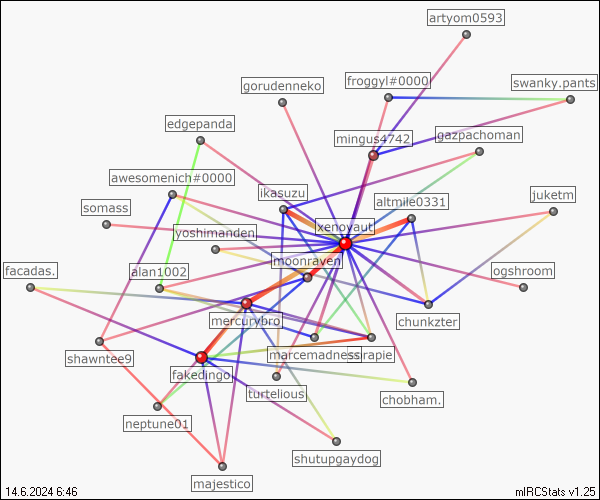 artyom0593
froggyl#0000
swanky.pants
gorudenneko
edgepanda
mingus4742
gazpachoman
awesomenich#0000
ikasuzu
altmile0331
juketm
somass
xenoyaut
yoshimanden
moonraven
facadas.
alan1002
ogshroom
mercurybro
chunkzter
shawntee9
marcemadness
rapie
fakedingo
turtelious
chobham.
neptune01
shutupgaydog
majestico
14.6.2024 6:46
mIRCStats v1.25